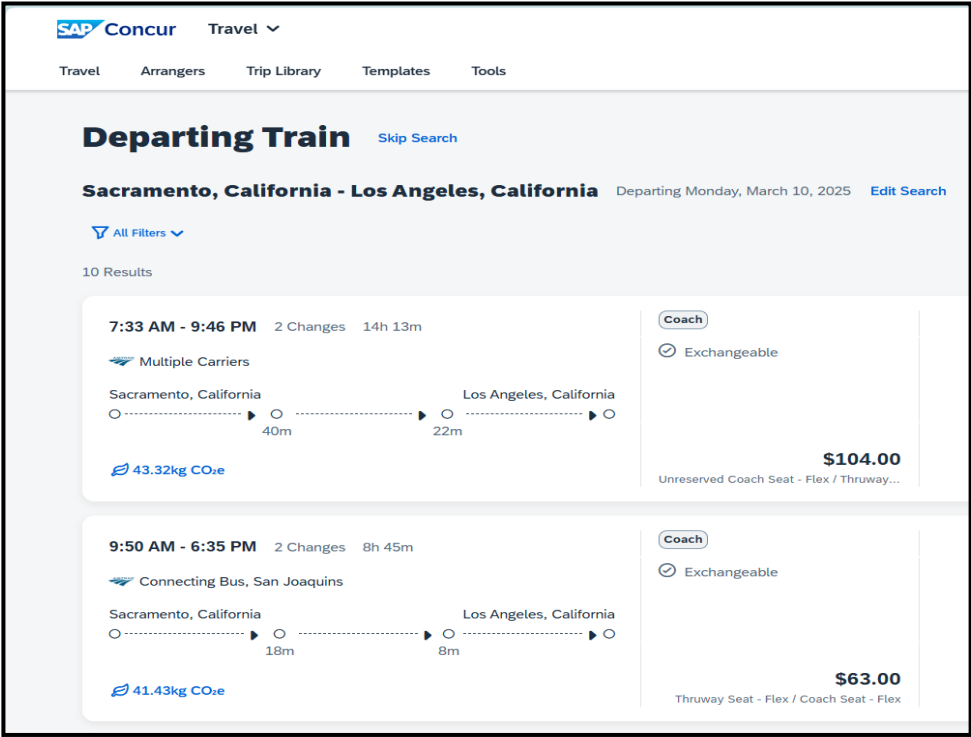 SAP Concur Travel
Travel Arrangers Trip Library Templates Tools
Departing Train Skip Search
Sacramento, California - Los Angeles, California Departing Monday, March 10, 2025 Edit Search
All Filters
10 Results
7:33 AM - 9:46 PM 2 Changes 14h 13m
Multiple Carriers
Sacramento, California Los Angeles, California
40m 22m
43.32kg CO₂e
Coach
Exchangeable
$104.00
Unreserved Coach Seat - Flex / Thruway...
9:50 AM - 6:35 PM 2 Changes 8h 45m
Connecting Bus, San Joaquins
Sacramento, California Los Angeles, California
18m 8m
41.43kg CO₂e
Coach
Exchangeable
$63.00
Thruway Seat - Flex / Coach Seat - Flex